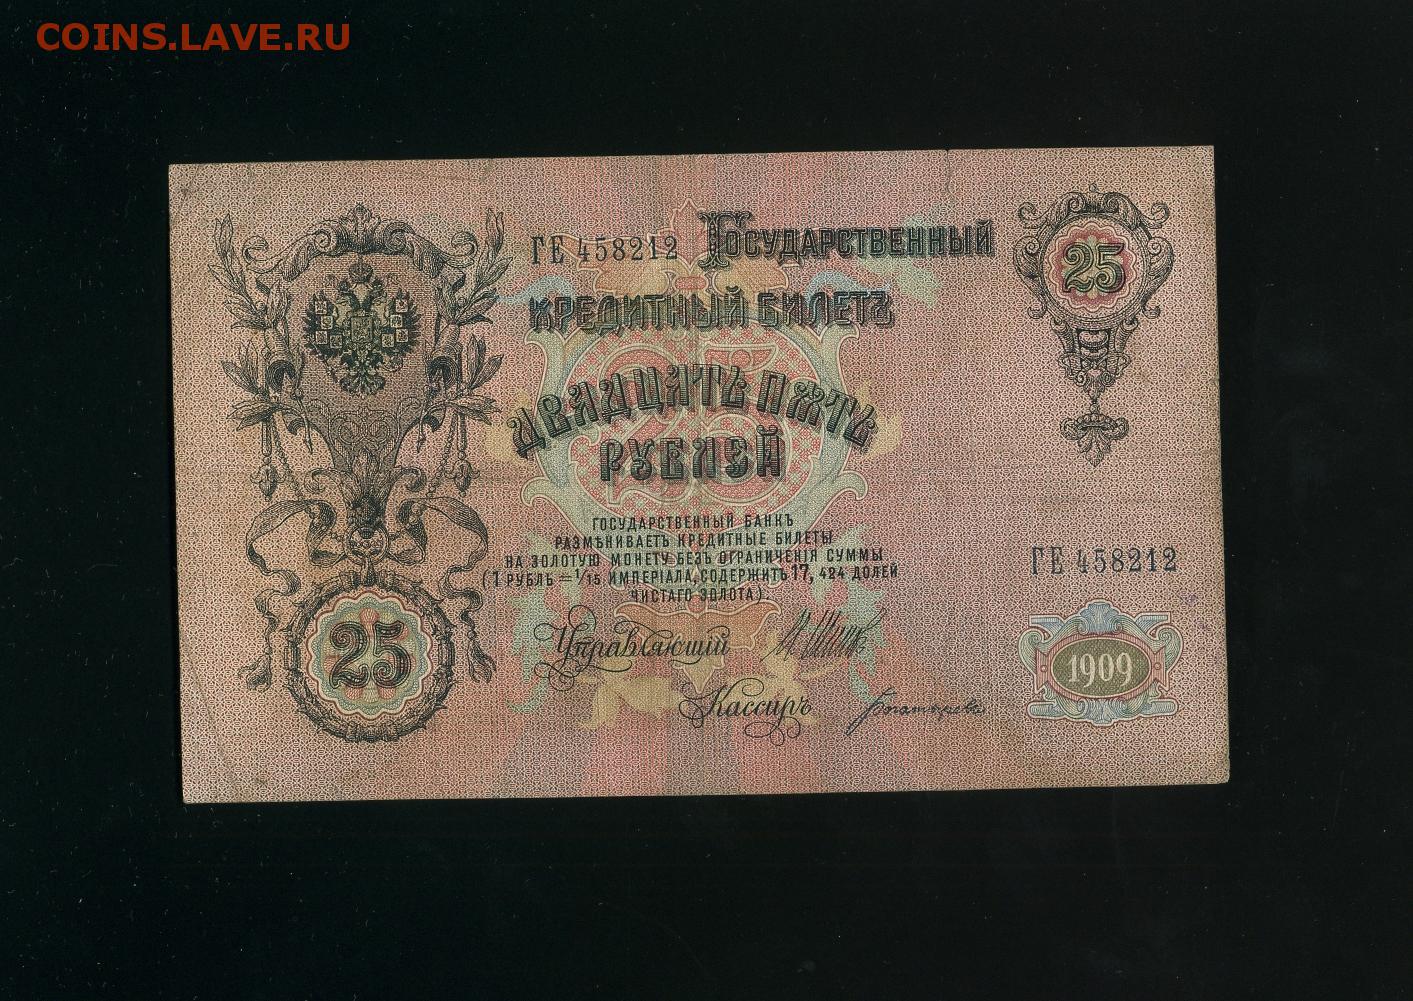 COINS.LAVE.RU
ГЕ 458212 ГОСУДАРСТВЕННЫЙ
25
КРЕДИТНЫЙ БИЛЕТЪ
ДВАДЦАТЬ ПЯТЬ
РУБЛЕЙ
ГОСУДАРСТВЕННЫЙ БАНКЪ
РАЗМѢНИВАЕТЪ КРЕДИТНЫЕ БИЛЕТЫ
НА ЗОЛОТУЮ МОНЕТУ БЕЗЪ ОГРАНИЧЕНІЯ СУММЫ
(1 РУБЛЬ = 1/15 ИМПЕРІАЛА, СОДЕРЖИТЪ 17, 424 ДОЛЕЙ
ЧИСТАГО ЗОЛОТА).
ГЕ 458212
25
Управляющій
Кассиръ
1909